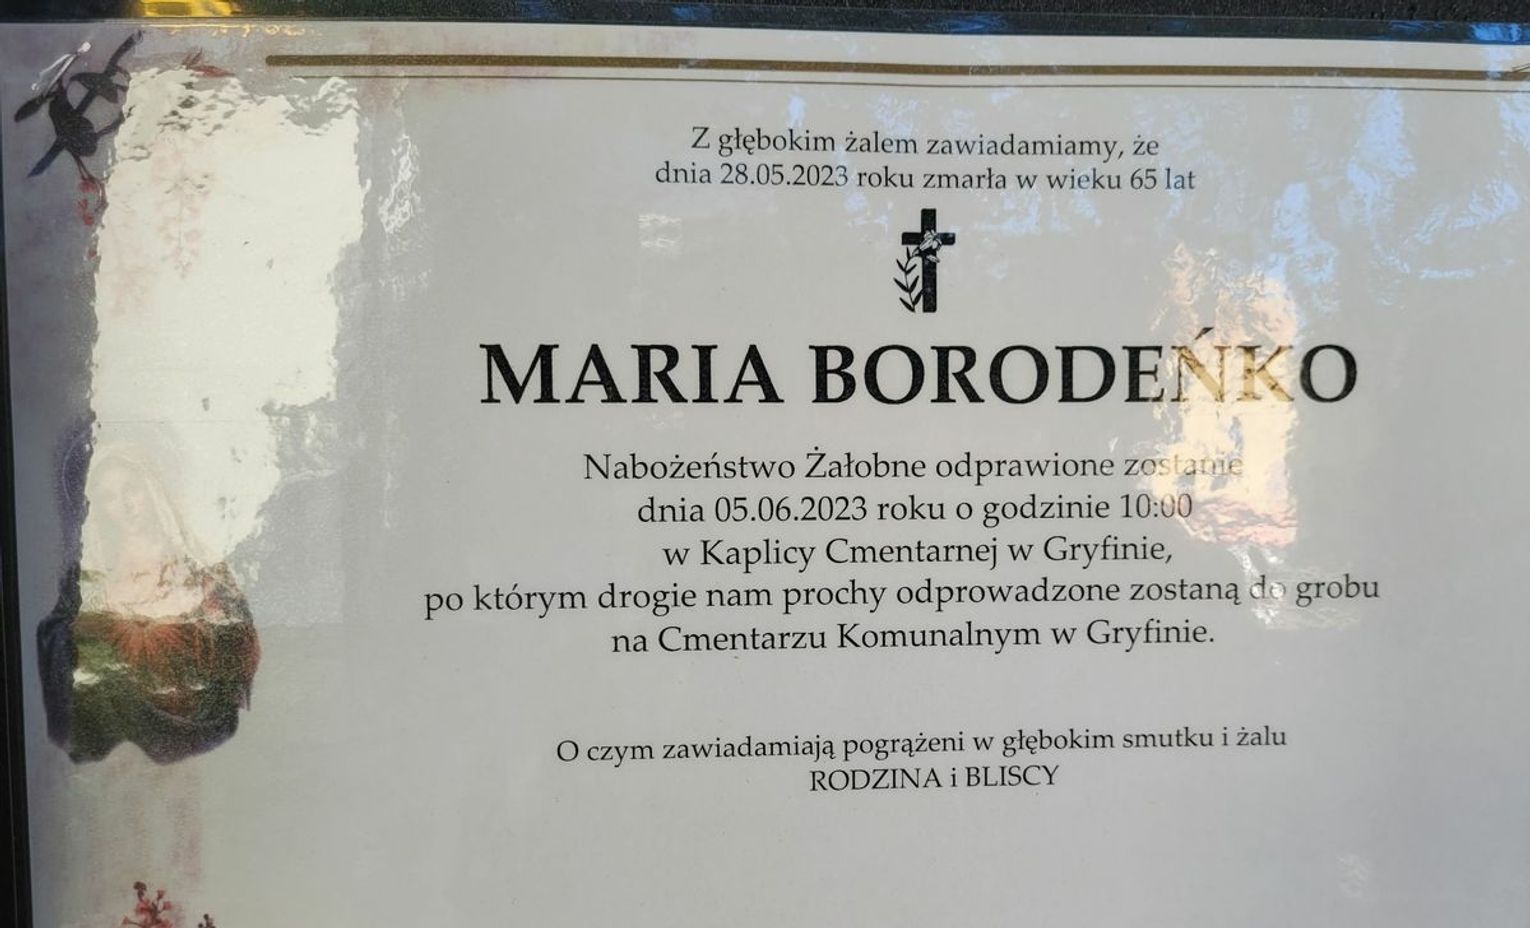 Z głębokim żalem zawiadamiamy, że
dnia 28.05.2023 roku zmarła w wieku 65 lat
MARIA BORODEŃKO
Nabożeństwo Żałobne odprawione zostanie
dnia 05.06.2023 roku o godzinie 10:00
w Kaplicy Cmentarnej w Gryfinie,
po którym drogie nam prochy odprowadzone zostaną do grobu
na Cmentarzu Komunalnym w Gryfinie.
O czym zawiadamiają pogrążeni w głębokim smutku i żalu
RODZINA i BLISCY